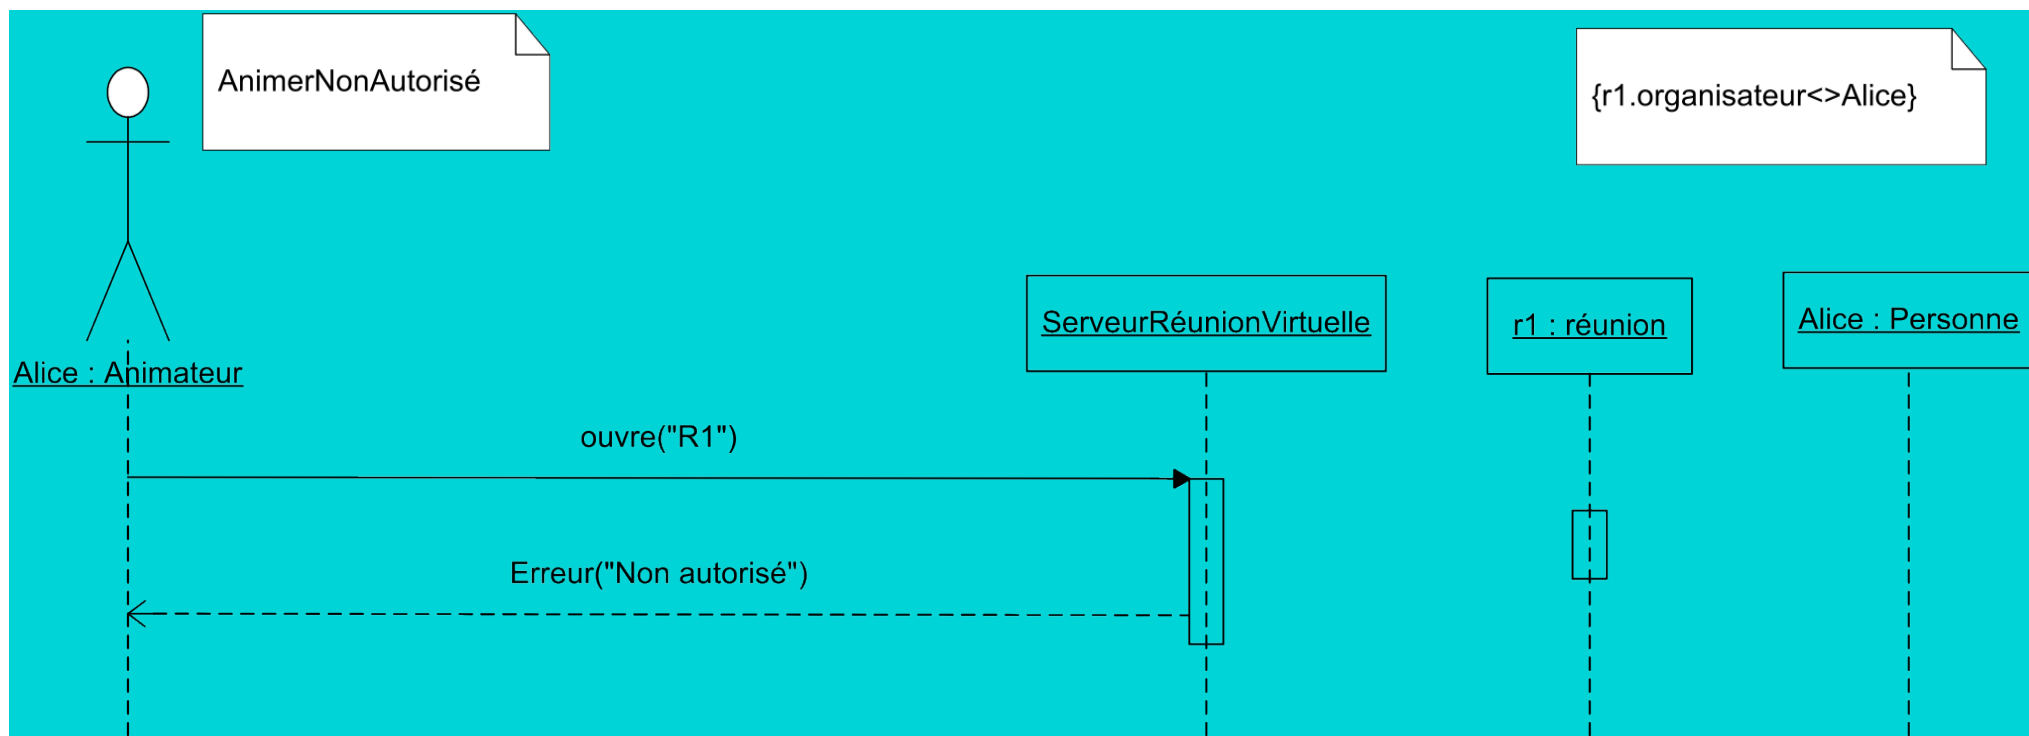 AnimerNonAutorisé
{r1.organisateur<>Alice}
Alice : Animateur
ServeurRéunionVirtuelle
r1 : réunion
Alice : Personne
ouvre("R1")
Erreur("Non autorisé")